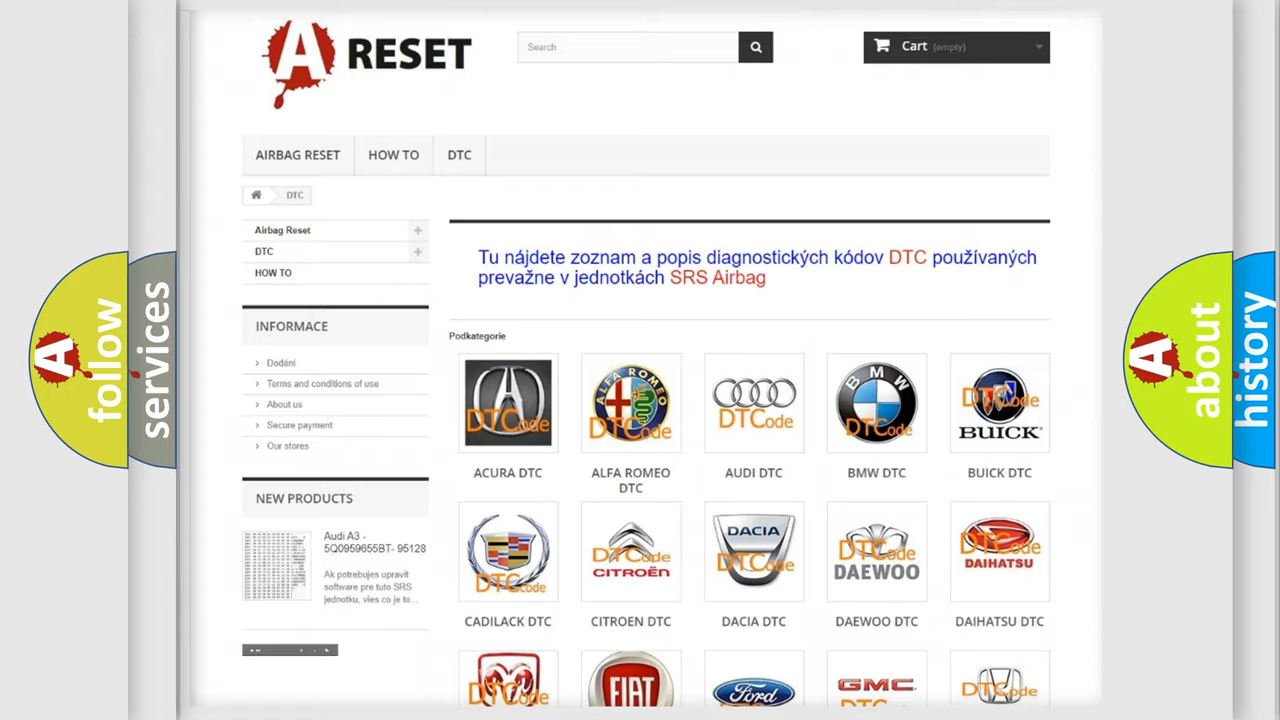 A RESET
Search
Cart (empty)
AIRBAG RESET
HOW TO
DTC
DTC
Airbag Reset
DTC
HOW TO
Tu nájdete zoznam a popis diagnostických kódov DTC používaných
prevažne v jednotkách SRS Airbag
INFORMACE
Dodání
Terms and conditions of use
About us
Secure payment
Our stores
NEW PRODUCTS
Audi A3 -
5Q0959655BT- 95128
Ak potrebujes upravit
software pre tuto SRS
jednotku, vies co je to...
Podkategorie
DTCode
ALFA ROMEO
DTCode
DTCode
BMW
DTCode
DTCode
BUICK
ACURA DTC
ALFA ROMEO
DTC
AUDI DTC
BMW DTC
BUICK DTC
DTCode
DTCode
CITROËN
DACIA
DTCode
DTCode
DAEWOO
DTCode
DAIHATSU
CADILACK DTC
CITROEN DTC
DACIA DTC
DAEWOO DTC
DAIHATSU DTC
DTCode
FIAT
Ford
GMC
DTCode
A
follow
services
A
about
history